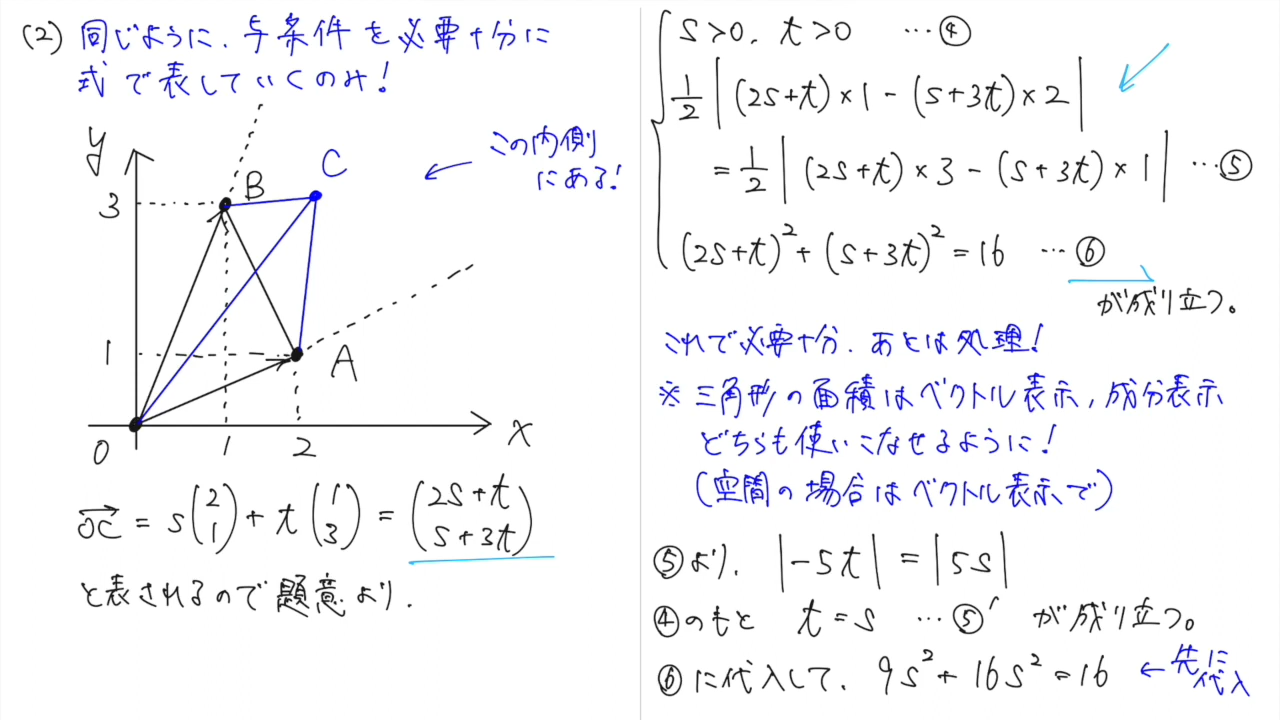 (2) 同じように、与条件を必要十分に
式で表していくのみ！
この内側
にある！
y
C
B
3
1
A
O
1
2
x
→OC = s(2 1) + t(1 3) = (2s+t s+3t)
と表されるので題意より、
s>0, t>0 …④
1/2|(2s+t)×1-(s+3t)×2|
=1/2|(2s+t)×3-(s+3t)×1| …⑤
(2s+t)²+(s+3t)²=16 …⑥
が成り立つ。
これで必要十分、あとは処理！
※三角形の面積はベクトル表示,成分表示
どちらも使いこなせるように！
(空間の場合はベクトル表示で)
⑤より、|-5t|=|5s|
④のもと t=s …⑤′ が成り立つ。
⑥に代入して、9s²+16s²=16 ←先に
代入